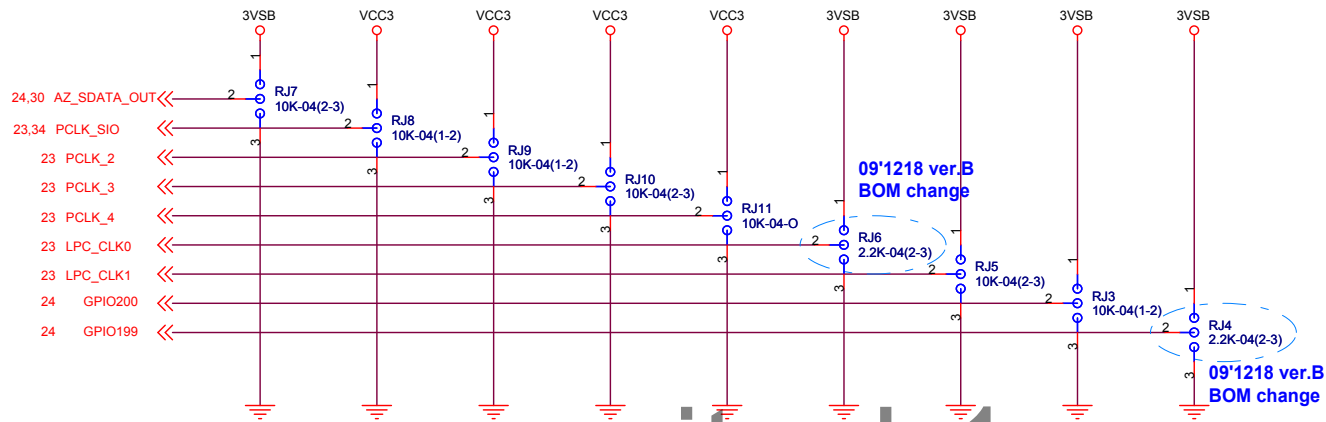 3VSB VCC3 VCC3 VCC3 VCC3 3VSB 3VSB 3VSB 3VSB
24,30 AZ_SDATA_OUT 2 1 RJ7
10K-04(2-3)
3
23,34 PCLK_SIO 2 1 RJ8
10K-04(1-2)
3
23 PCLK_2 2 1 RJ9
10K-04(1-2)
3
23 PCLK_3 2 1 RJ10
10K-04(2-3)
3
23 PCLK_4 2 1 RJ11
10K-04-O
3
09'1218 ver.B
BOM change
23 LPC_CLK0 2 1 RJ6
2.2K-04(2-3)
3
23 LPC_CLK1 2 1 RJ5
10K-04(2-3)
3
24 GPIO200 2 1 RJ3
10K-04(1-2)
3
24 GPIO199 2 1 RJ4
2.2K-04(2-3)
3
09'1218 ver.B
BOM change